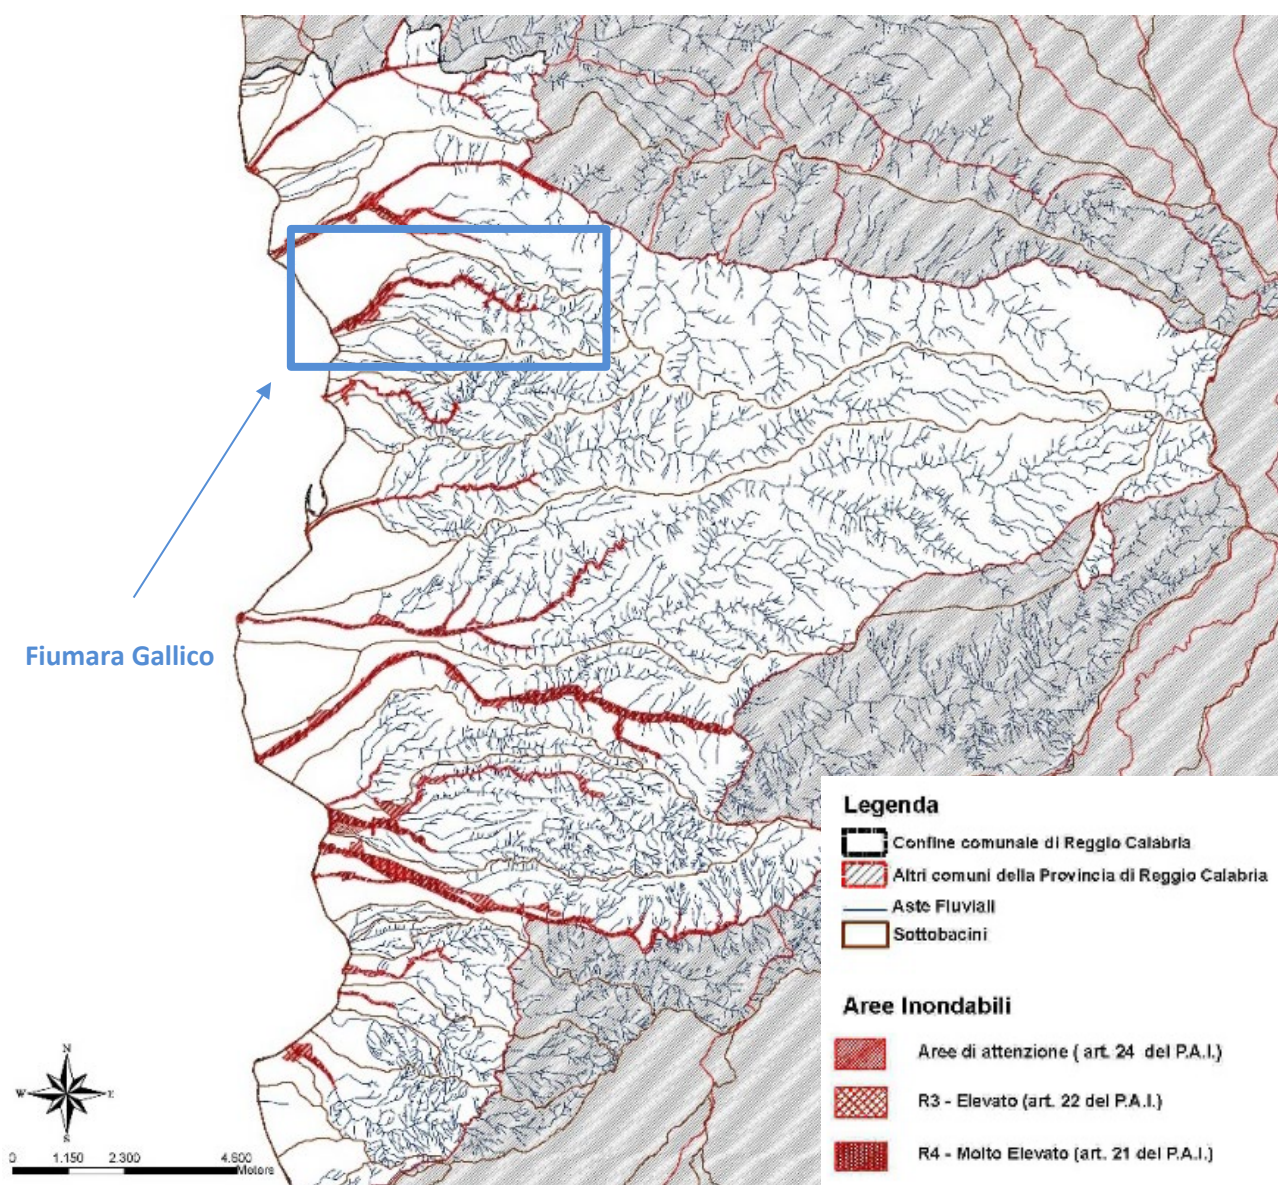 Fiumara Gallico
Legenda
Confine comunale di Reggio Calabria
Altri comuni della Provincia di Reggio Calabria
Aste Fluviali
Sottobacini
Aree Inondabili
Aree di attenzione ( art. 24 del P.A.I.)
R3 - Elevato (art. 22 del P.A.I.)
R4 - Molto Elevato (art. 21 del P.A.I.)
N
W E
S
0 1.150 2.300 4.600
Meters